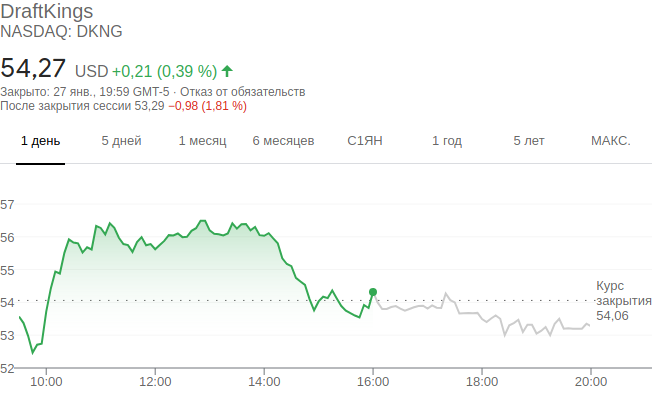 DraftKings
NASDAQ: DKNG
54,27 USD +0,21 (0,39 %)
Закрыто: 27 янв., 19:59 GMT-5 · Отказ от обязательств
После закрытия сессии 53,29 −0,98 (1,81 %)
1 день 5 дней 1 месяц 6 месяцев С1ЯН 1 год 5 лет МАКС.
57
56
55
54
53
52
Курс
закрытия
54,06
10:00 12:00 14:00 16:00 18:00 20:00